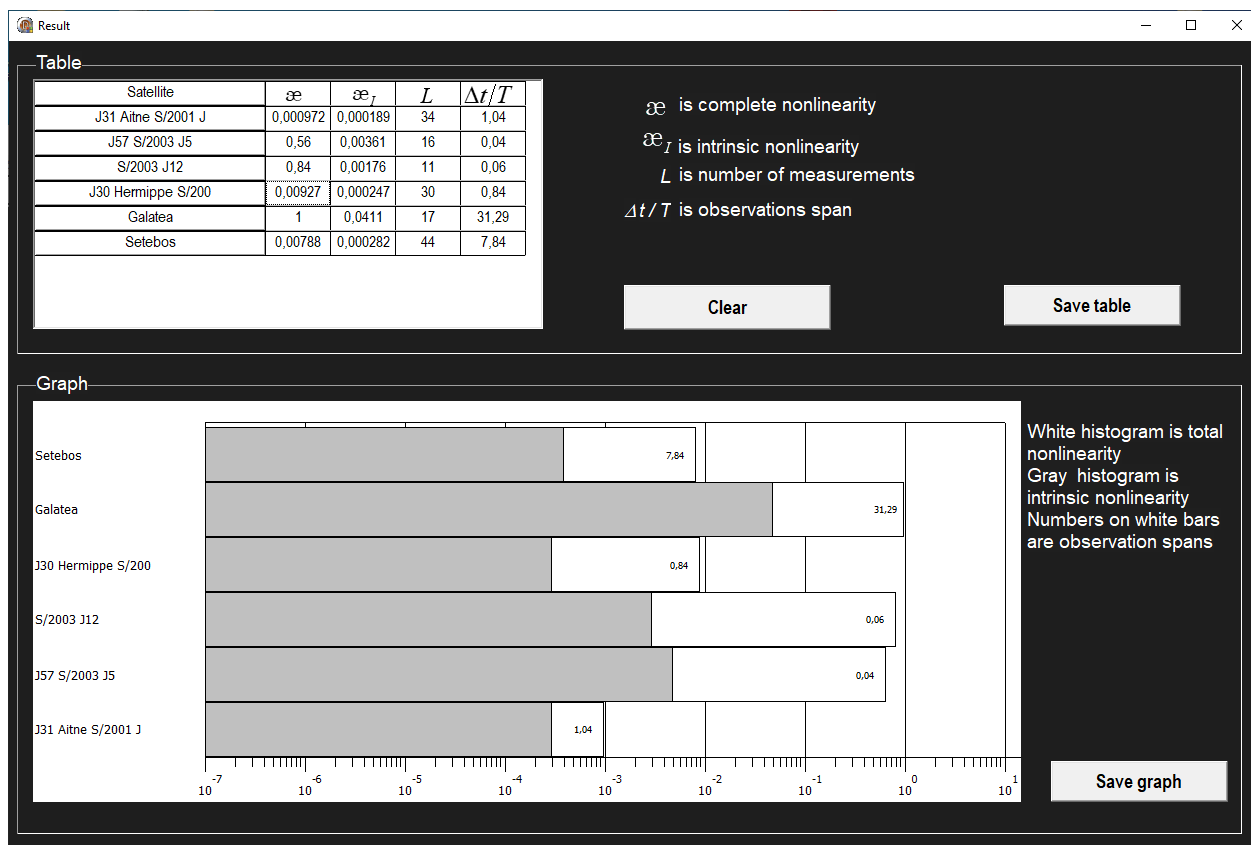 Result
Table
Satellite æ æI L Δt/T
J31 Aitne S/2001 J 0,000972 0,000189 34 1,04
J57 S/2003 J5 0,56 0,00361 16 0,04
S/2003 J12 0,84 0,00176 11 0,06
J30 Hermippe S/200 0,00927 0,000247 30 0,84
Galatea 1 0,0411 17 31,29
Setebos 0,00788 0,000282 44 7,84
æ is complete nonlinearity
æI is intrinsic nonlinearity
L is number of measurements
Δt/T is observations span
Clear
Save table
Graph
Setebos 7,84
Galatea 31,29
J30 Hermippe S/200 0,84
S/2003 J12 0,06
J57 S/2003 J5 0,04
J31 Aitne S/2001 J 1,04
-7 -6 -5 -4 -3 -2 -1 0 1
10 10 10 10 10 10 10 10 10
White histogram is total
nonlinearity
Gray  histogram is
intrinsic nonlinearity
Numbers on white bars
are observation spans
Save graph